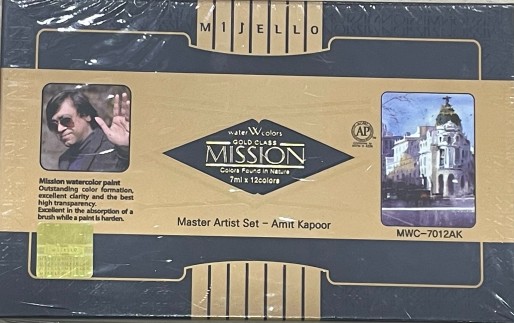 MIJELLO
waterWcolors
GOLD CLASS
MISSION
Colors Found in Nature
7ml x 12colors
AP
Mission watercolor paint
Outstanding color formation,
excellent clarity and the best
high transparency.
Excellent in the absorption of a
brush while a paint is harden.
Master Artist Set - Amit Kapoor
MWC-7012AK